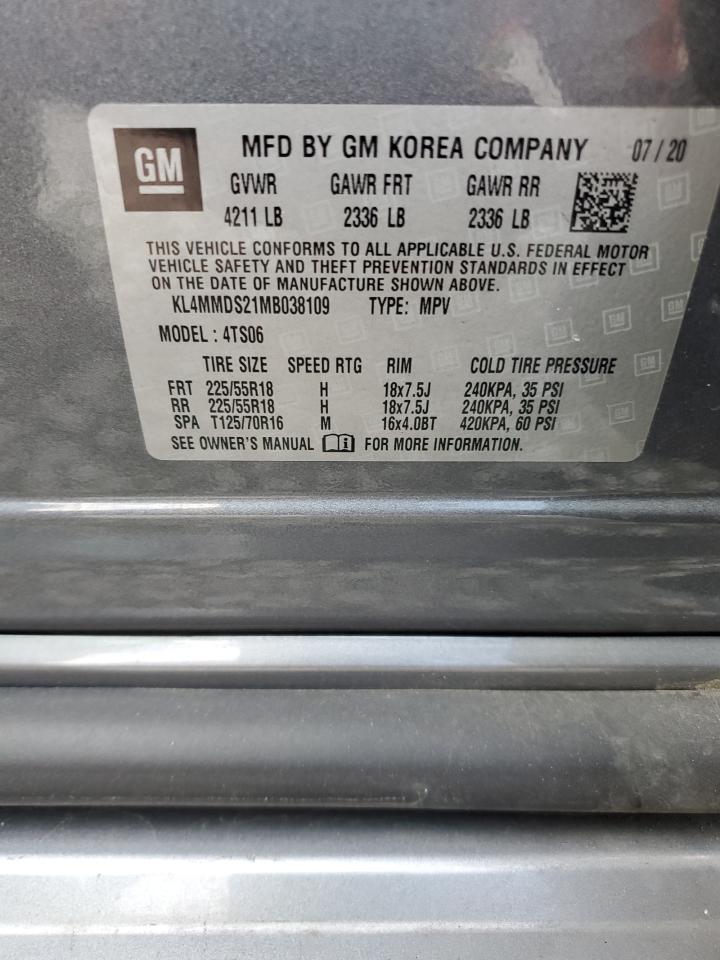 GM
MFD BY GM KOREA COMPANY 07/20
GVWR GAWR FRT GAWR RR
4211 LB 2336 LB 2336 LB
THIS VEHICLE CONFORMS TO ALL APPLICABLE U.S. FEDERAL MOTOR
VEHICLE SAFETY AND THEFT PREVENTION STANDARDS IN EFFECT
ON THE DATE OF MANUFACTURE SHOWN ABOVE.
KL4MMDS21MB038109 TYPE: MPV
MODEL : 4TS06
TIRE SIZE SPEED RTG RIM COLD TIRE PRESSURE
FRT 225/55R18 H 18x7.5J 240KPA, 35 PSI
RR 225/55R18 H 18x7.5J 240KPA, 35 PSI
SPA T125/70R16 M 16x4.0BT 420KPA, 60 PSI
SEE OWNER'S MANUAL FOR MORE INFORMATION.